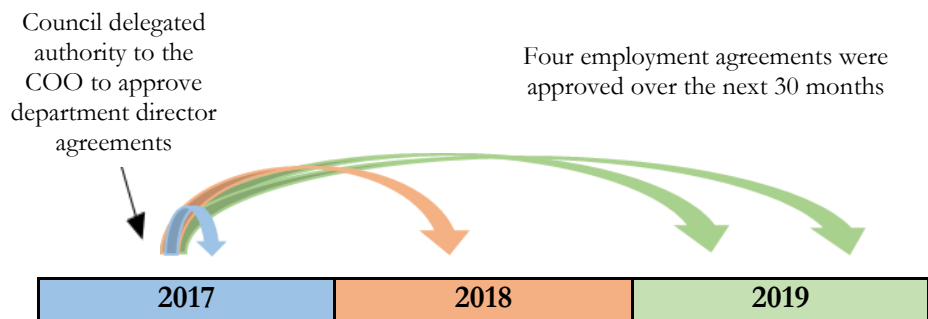 Council delegated
authority to the
COO to approve
department director
agreements
Four employment agreements were
approved over the next 30 months
2017
2018
2019